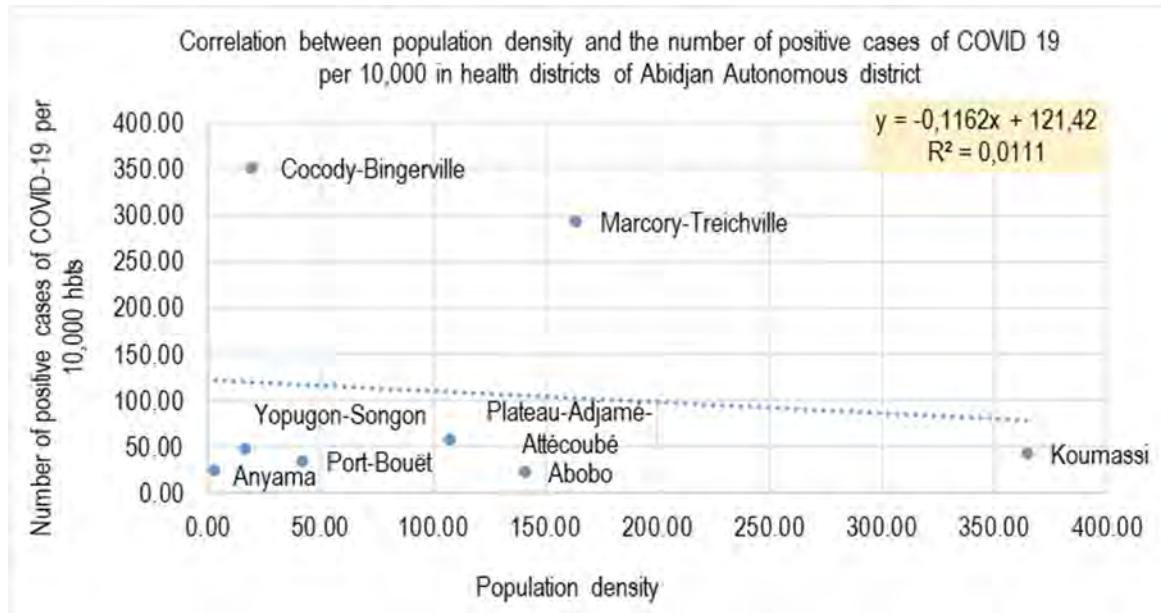 Correlation between population density and the number of positive cases of COVID 19
per 10,000 in health districts of Abidjan Autonomous district
Number of positive cases of COVID-19 per
10,000 hbts
400.00
350.00
300.00
250.00
200.00
150.00
100.00
50.00
0.00
y = -0,1162x + 121,42
R² = 0,0111
Cocody-Bingerville
Marcory-Treichville
Yopugon-Songon
Plateau-Adjamé-
Attécoubé
Anyama
Port-Bouët
Abobo
Koumassi
0.00 50.00 100.00 150.00 200.00 250.00 300.00 350.00 400.00
Population density